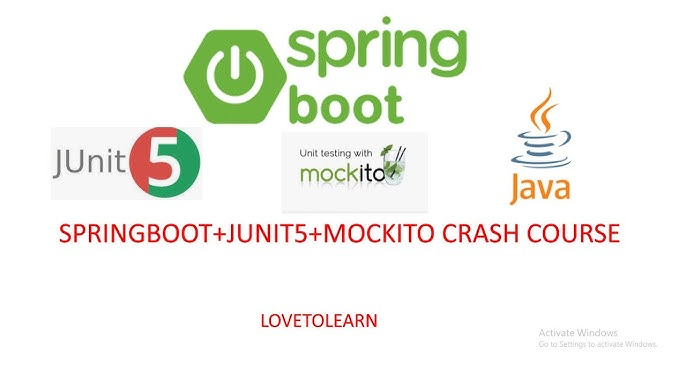 spring
boot
JUnit 5
Unit testing with
mockito
Java
SPRINGBOOT+JUNIT5+MOCKITO CRASH COURSE
LOVETOLEARN
Activate Windows
Go to Settings to activate Windows.